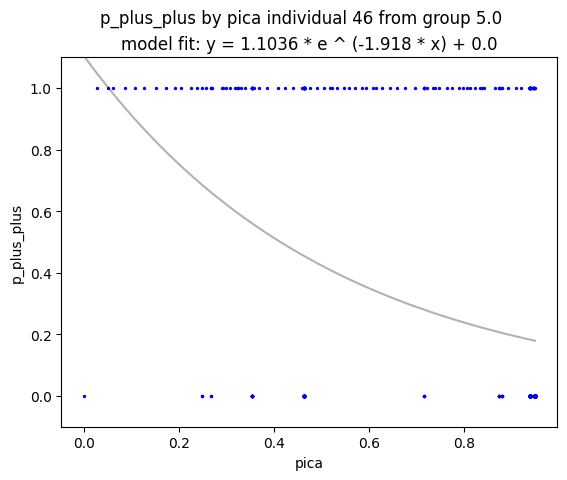 p_plus_plus by pica individual 46 from group 5.0
model fit: y = 1.1036 * e ^ (-1.918 * x) + 0.0
1.0
0.8
0.6
0.4
0.2
0.0
p_plus_plus
0.0 0.2 0.4 0.6 0.8
pica